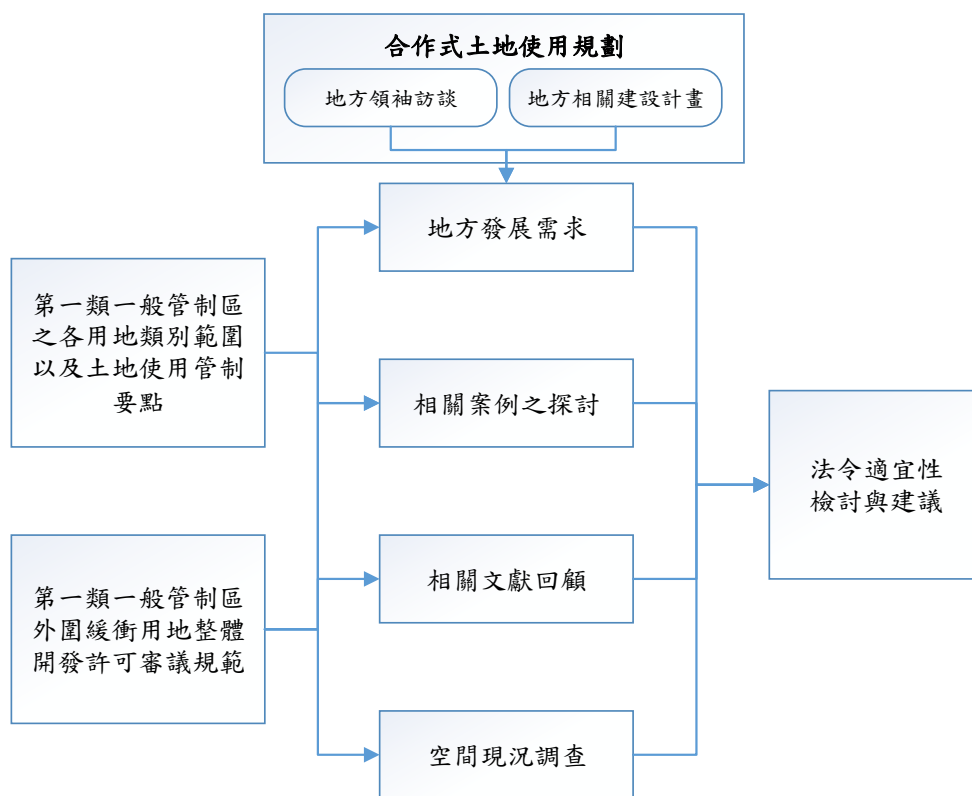 合作式土地使用規劃
地方領袖訪談
地方相關建設計畫
地方發展需求
第一類一般管制區
之各用地類別範圍
以及土地使用管制
要點
相關案例之探討
法令適宜性
檢討與建議
第一類一般管制區
外圍緩衝用地整體
開發許可審議規範
相關文獻回顧
空間現況調查